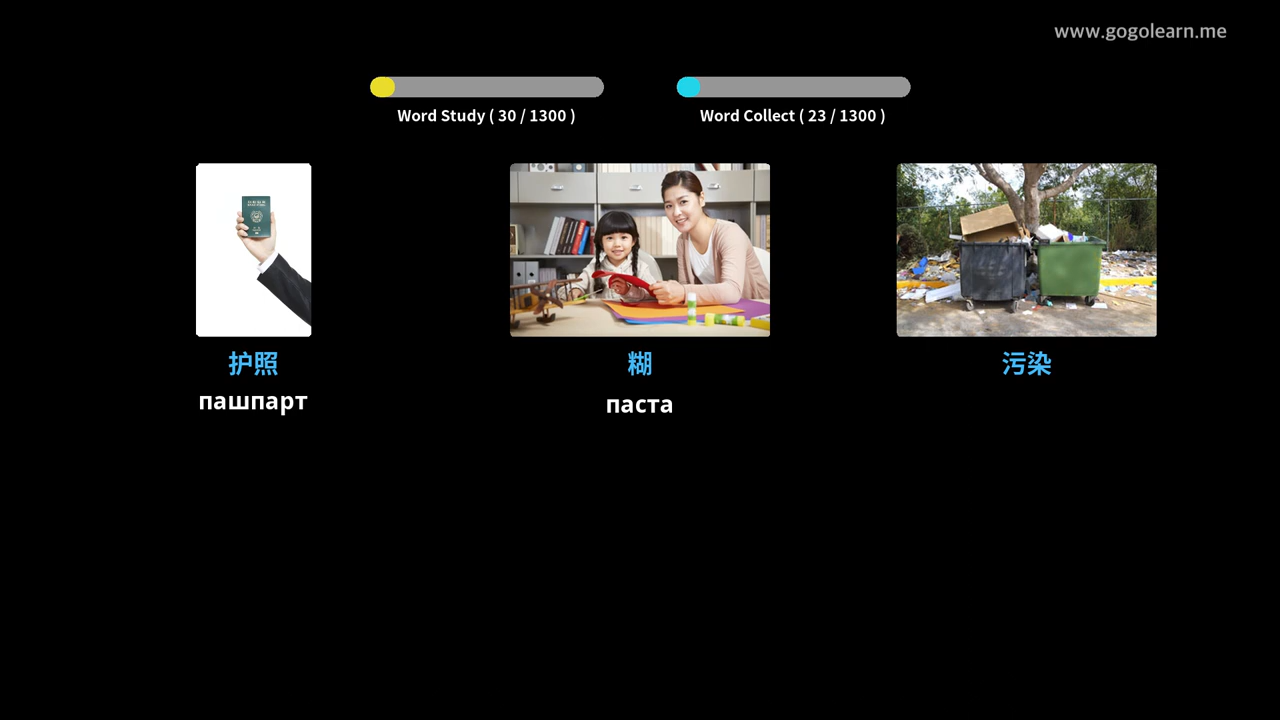 www.gogolearn.me
Word Study ( 30 / 1300 )
Word Collect ( 23 / 1300 )
护照
糊
污染
пашпарт
паста